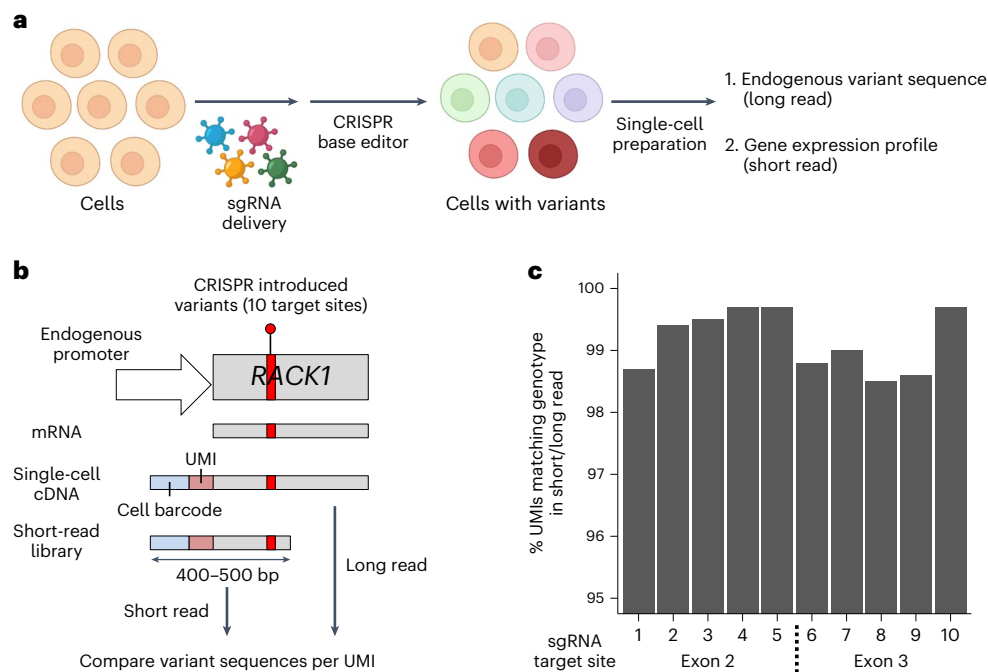 a
Cells
sgRNA
delivery
CRISPR
base editor
Cells with variants
Single-cell
preparation
1. Endogenous variant sequence
(long read)
2. Gene expression profile
(short read)
b
CRISPR introduced
variants (10 target sites)
Endogenous
promoter
RACK1
mRNA
UMI
Single-cell
cDNA
Cell barcode
Short-read
library
400–500 bp
Short read
Long read
Compare variant sequences per UMI
c
% UMIs matching genotype
in short/long read
100
99
98
97
96
95
sgRNA
target site
1 2 3 4 5 6 7 8 9 10
Exon 2 Exon 3